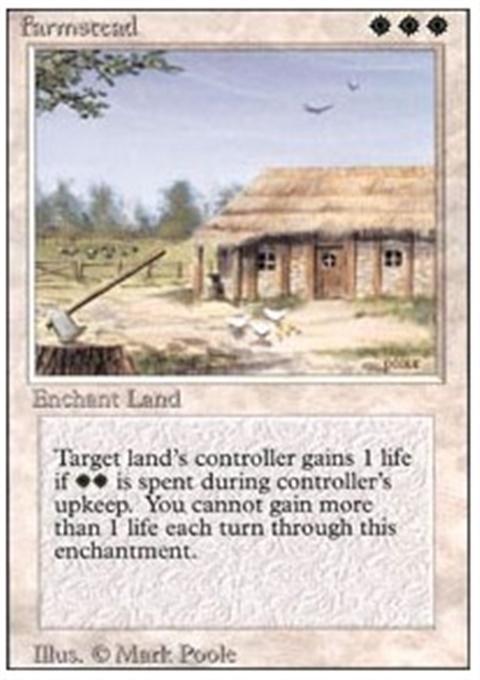 Farmstead
Enchant Land
Target land's controller gains 1 life
if is spent during controller's
upkeep. You cannot gain more
than 1 life each turn through this
enchantment.
Illus. © Mark Poole